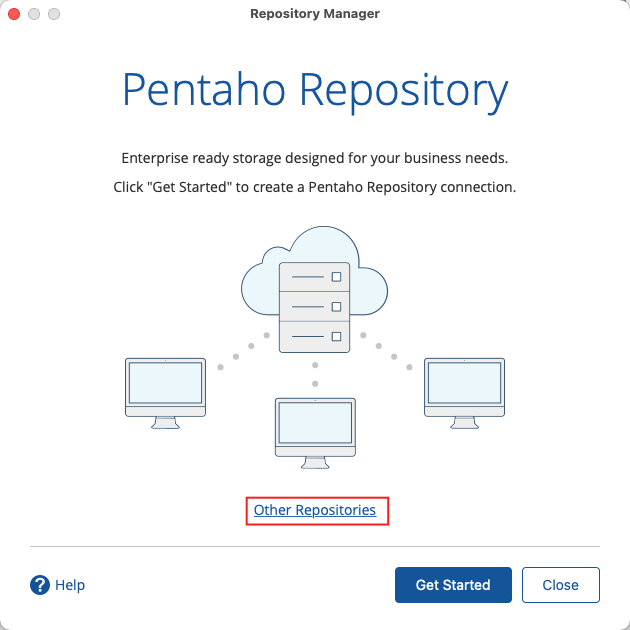 Repository Manager
Pentaho Repository
Enterprise ready storage designed for your business needs.
Click "Get Started" to create a Pentaho Repository connection.
Other Repositories
? Help
Get Started
Close